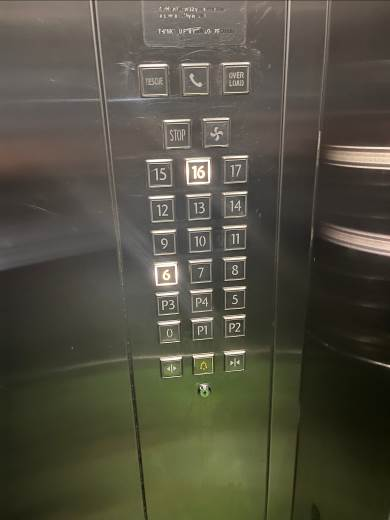 RESCUE
OVER
LOAD
STOP
15 16 17
12 13 14
9 10 11
6 7 8
P3 P4 5
0 P1 P2